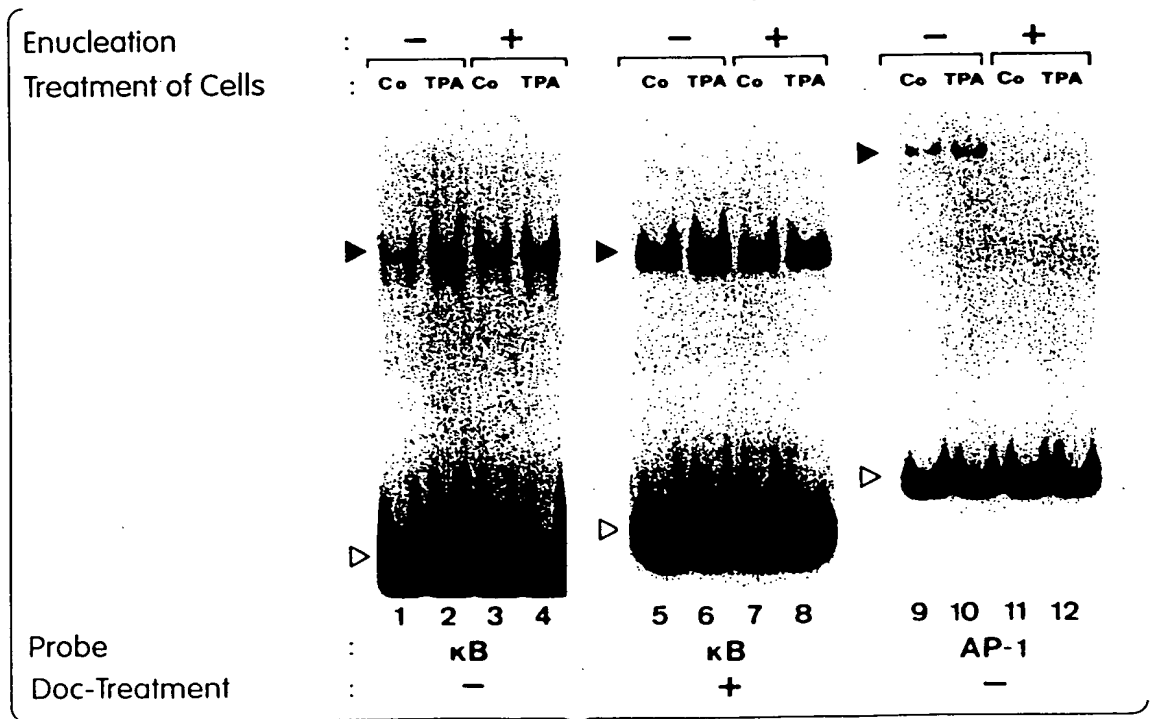 Enucleation : − + − + − +
Treatment of Cells : Co TPA Co TPA Co TPA Co TPA Co TPA Co TPA
1 2 3 4 5 6 7 8 9 10 11 12
Probe : κB κB AP-1
Doc-Treatment : − + −